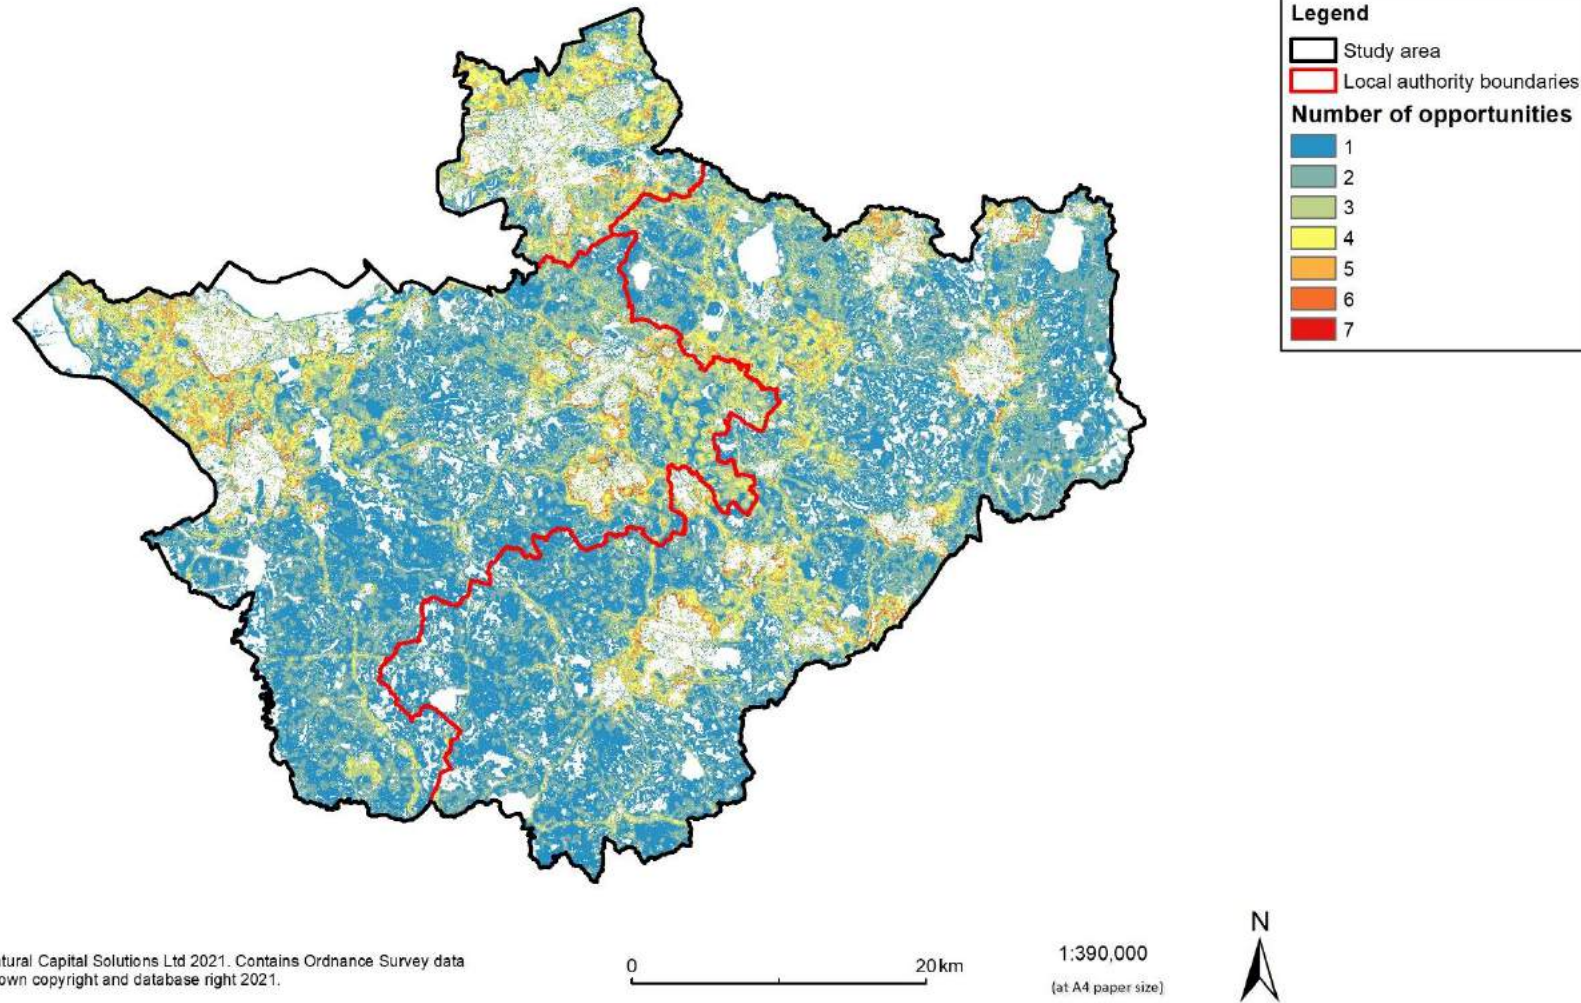 Legend
Study area
Local authority boundaries
Number of opportunities
1
2
3
4
5
6
7
tural Capital Solutions Ltd 2021. Contains Ordnance Survey data
own copyright and database right 2021.
0
20 km
1:390,000
(at A4 paper size)
N